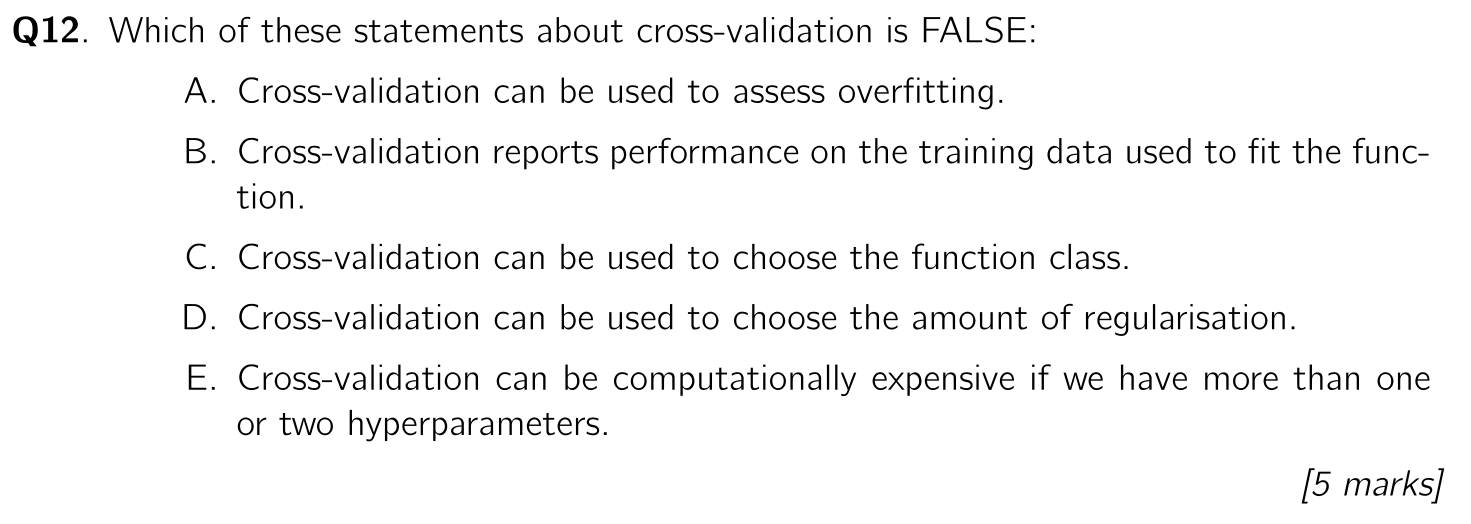 Q12. Which of these statements about cross-validation is FALSE:
A. Cross-validation can be used to assess overfitting.
B. Cross-validation reports performance on the training data used to fit the func-
tion.
C. Cross-validation can be used to choose the function class.
D. Cross-validation can be used to choose the amount of regularisation.
E. Cross-validation can be computationally expensive if we have more than one
or two hyperparameters.
[5 marks]